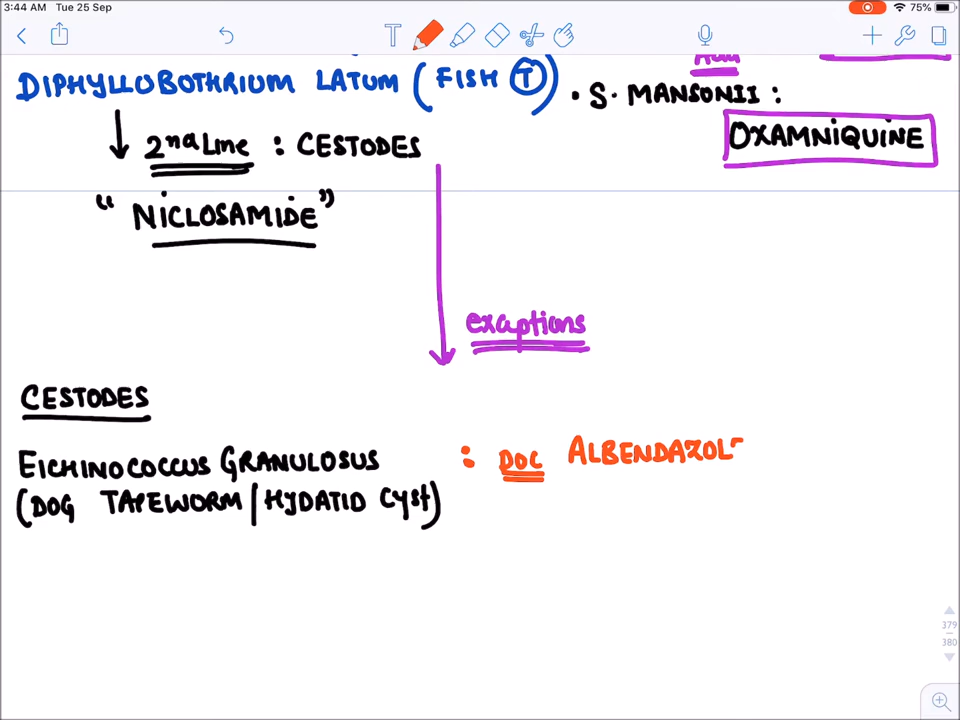 3:44 AM Tue 25 Sep
75%
T
DIPHYLLOBOTHRIUM LATUM (FISH T)
2nd Line : CESTODES
"NICLOSAMIDE"
• S. MANSONII :
OXAMNIQUINE
exceptions
CESTODES
EICHINOCOCCUS GRANULOSUS : DOC ALBENDAZOL
(DOG TAPEWORM / HYDATID CYst)
379
380